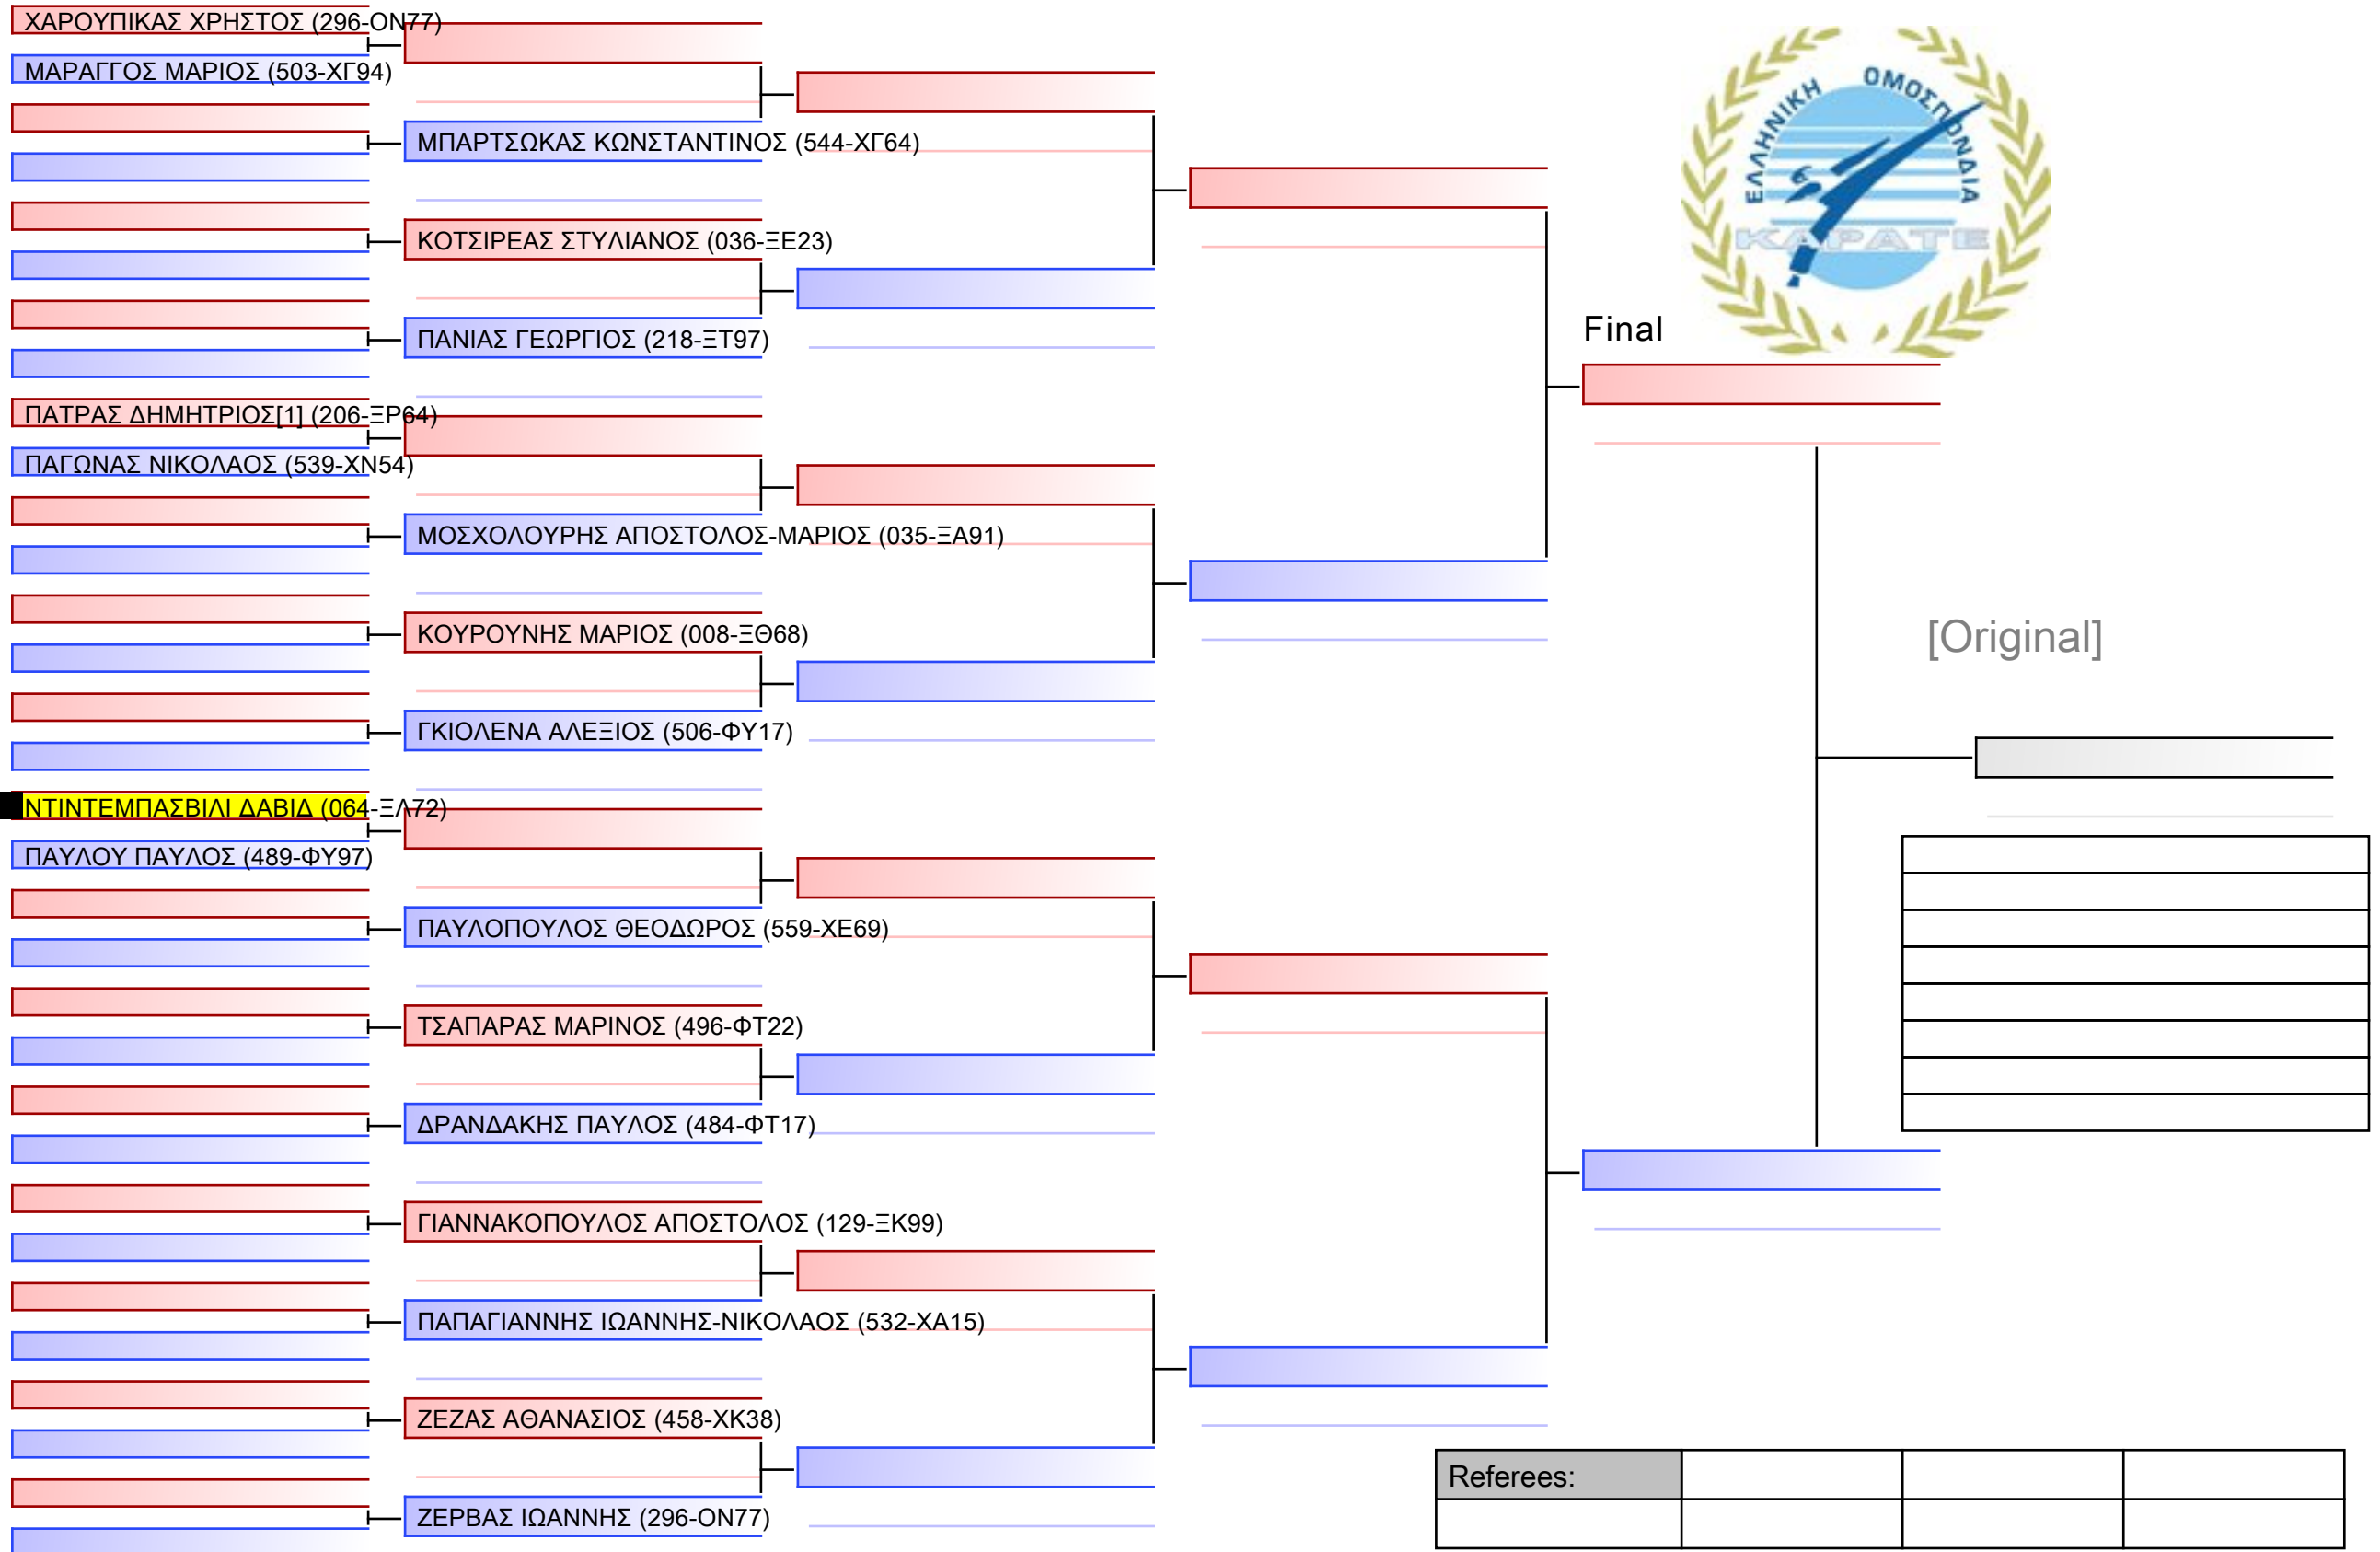 ΧΑΡΟΥΠΙΚΑΣ ΧΡΗΣΤΟΣ (296-ΟΝ77)
ΜΑΡΑΓΓΟΣ ΜΑΡΙΟΣ (503-ΧΓ94)
ΜΠΑΡΤΣΩΚΑΣ ΚΩΝΣΤΑΝΤΙΝΟΣ (544-ΧΓ64)
ΚΟΤΣΙΡΕΑΣ ΣΤΥΛΙΑΝΟΣ (036-ΞΕ23)
ΠΑΝΙΑΣ ΓΕΩΡΓΙΟΣ (218-ΞΤ97)
ΠΑΤΡΑΣ ΔΗΜΗΤΡΙΟΣ[1] (206-ΞΡ64)
ΠΑΓΩΝΑΣ ΝΙΚΟΛΑΟΣ (539-ΧΝ54)
ΜΟΣΧΟΛΟΥΡΗΣ ΑΠΟΣΤΟΛΟΣ-ΜΑΡΙΟΣ (035-ΞΑ91)
ΚΟΥΡΟΥΝΗΣ ΜΑΡΙΟΣ (008-ΞΘ68)
ΓΚΙΟΛΕΝΑ ΑΛΕΞΙΟΣ (506-ΦΥ17)
ΝΤΙΝΤΕΜΠΑΣΒΙΛΙ ΔΑΒΙΔ (064-ΞΛ72)
ΠΑΥΛΟΥ ΠΑΥΛΟΣ (489-ΦΥ97)
ΠΑΥΛΟΠΟΥΛΟΣ ΘΕΟΔΩΡΟΣ (559-ΧΕ69)
ΤΣΑΠΑΡΑΣ ΜΑΡΙΝΟΣ (496-ΦΤ22)
ΔΡΑΝΔΑΚΗΣ ΠΑΥΛΟΣ (484-ΦΤ17)
ΓΙΑΝΝΑΚΟΠΟΥΛΟΣ ΑΠΟΣΤΟΛΟΣ (129-ΞΚ99)
ΠΑΠΑΓΙΑΝΝΗΣ ΙΩΑΝΝΗΣ-ΝΙΚΟΛΑΟΣ (532-ΧΑ15)
ΖΕΖΑΣ ΑΘΑΝΑΣΙΟΣ (458-ΧΚ38)
ΖΕΡΒΑΣ ΙΩΑΝΝΗΣ (296-ΟΝ77)
ΕΛΛΗΝΙΚΗ ΟΜΟΣΠΟΝΔΙΑ
ΚΑΡΑΤΕ
Final
[Original]
Referees: